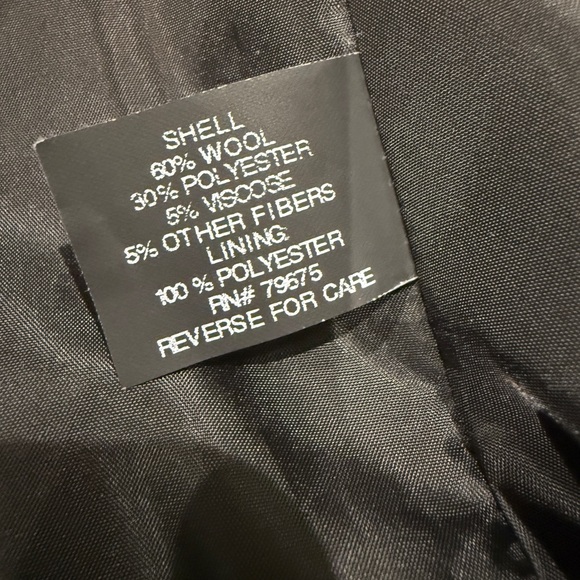 SHELL
60% WOOL
30% POLYESTER
5% VISCOSE
5% OTHER FIBERS
LINING:
100 % POLYESTER
RN# 79675
REVERSE FOR CARE